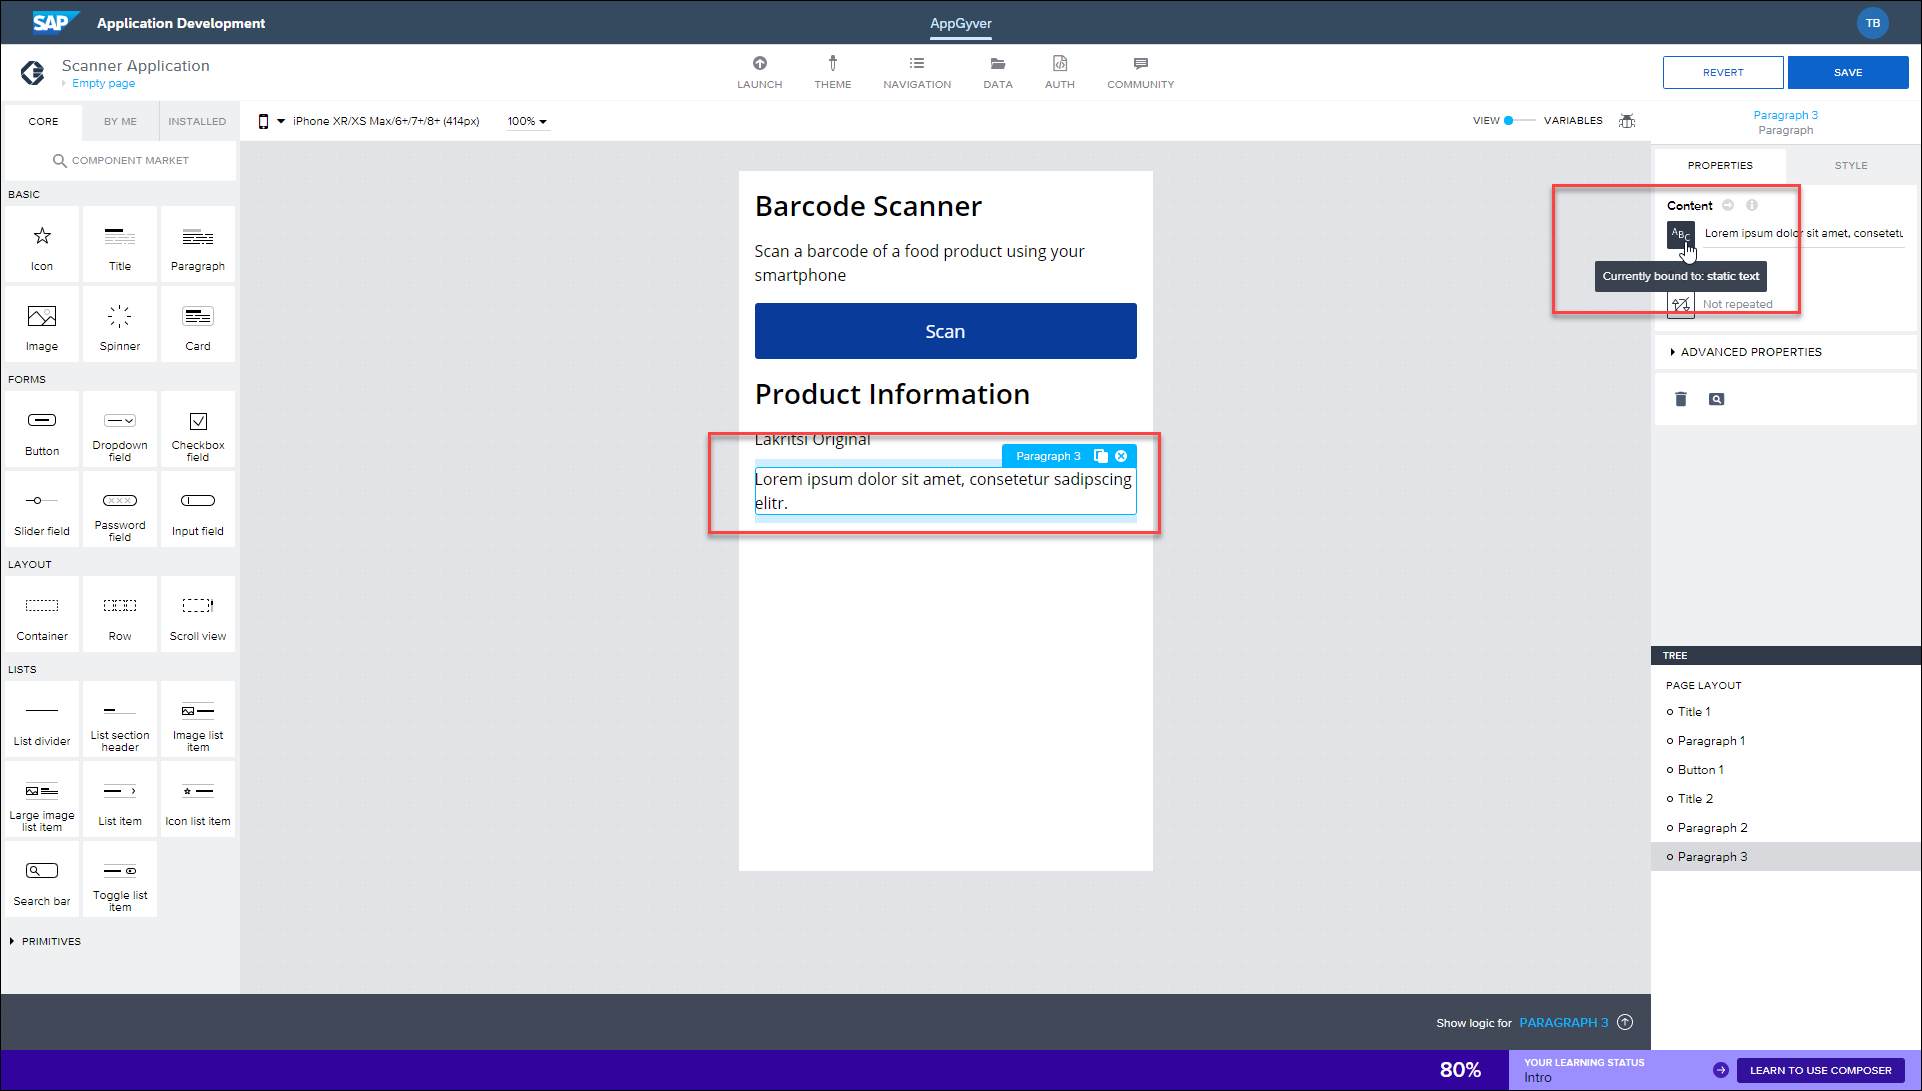 SAP Application Development
AppGyver
TB
Scanner Application
Empty page
LAUNCH
THEME
NAVIGATION
DATA
AUTH
COMMUNITY
REVERT
SAVE
CORE
BY ME
INSTALLED
iPhone XR/XS Max/6+/7+/8+ (414px)
100%
VIEW
VARIABLES
Paragraph 3
Paragraph
COMPONENT MARKET
PROPERTIES
STYLE
BASIC
Icon
Title
Paragraph
Image
Spinner
Card
FORMS
Button
Dropdown
field
Checkbox
field
Slider field
Password
field
Input field
LAYOUT
Container
Row
Scroll view
LISTS
List divider
List section
header
Image list
item
Large image
list item
List item
Icon list item
Search bar
Toggle list
item
PRIMITIVES
Barcode Scanner
Scan a barcode of a food product using your
smartphone
Scan
Product Information
Lakritsi Original
Paragraph 3
Lorem ipsum dolor sit amet, consetetur sadipscing
elitr.
Content
ABC
Lorem ipsum dolor sit amet, consetetu
Currently bound to: static text
Not repeated
ADVANCED PROPERTIES
TREE
PAGE LAYOUT
Title 1
Paragraph 1
Button 1
Title 2
Paragraph 2
Paragraph 3
Show logic for PARAGRAPH 3
80%
YOUR LEARNING STATUS
Intro
LEARN TO USE COMPOSER